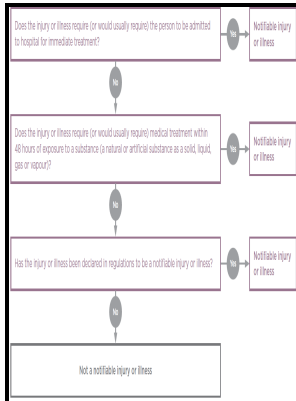 Does the injury or illness require (or would usually require) the person to be admitted
to hospital for immediate treatment?
Yes
Notifiable injury
or illness
No
Does the injury or illness require (or would usually require) medical treatment within
48 hours of exposure to a substance (a natural or artificial substance as a solid, liquid,
gas or vapour)?
Yes
Notifiable injury
or illness
No
Has the injury or illness been declared in regulations to be a notifiable injury or illness?
Yes
Notifiable injury
or illness
No
Not a notifiable injury or illness